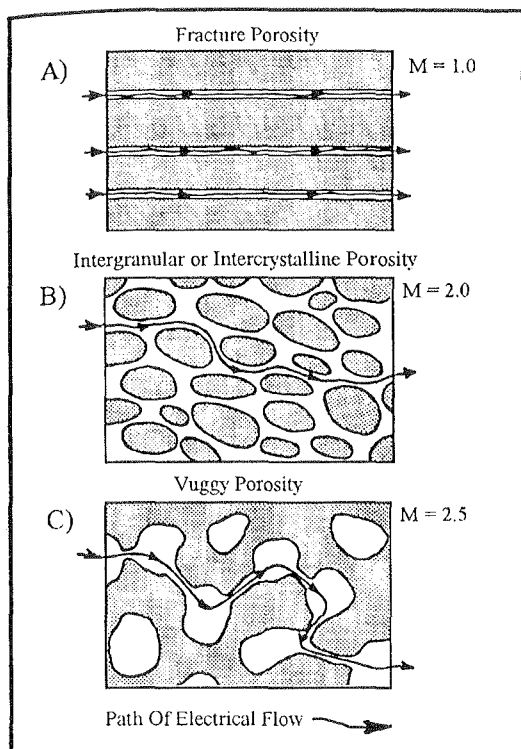 Fracture Porosity
A)
M = 1.0
Intergranular or Intercrystalline Porosity
B)
M = 2.0
Vuggy Porosity
C)
M = 2.5
Path Of Electrical Flow